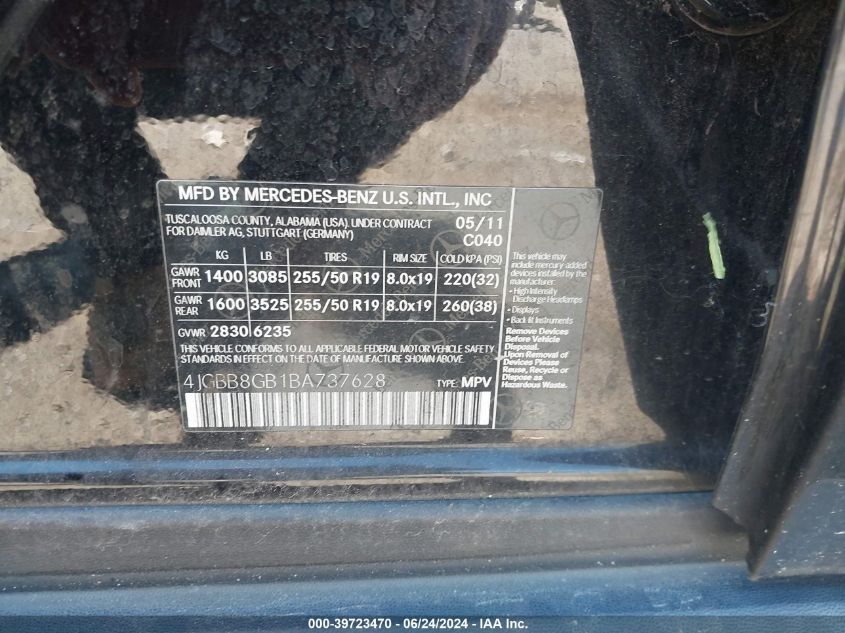 MFD BY MERCEDES-BENZ U.S. INTL., INC
TUSCALOOSA COUNTY, ALABAMA (USA). UNDER CONTRACT
FOR DAIMLER AG, STUTTGART (GERMANY)
05/11
C040
KG LB TIRES RIM SIZE COLD KPA (PSI)
GAWR FRONT 1400 3085 255/50 R19 8.0x19 220(32)
GAWR REAR 1600 3525 255/50 R19 8.0x19 260(38)
GVWR 2830 6235
THIS VEHICLE CONFORMS TO ALL APPLICABLE FEDERAL MOTOR VEHICLE SAFETY
STANDARDS IN EFFECT ON THE DATE OF MANUFACTURE SHOWN ABOVE.
4JGBB8GB1BA737628 TYPE: MPV
This vehicle may
include mercury-added
devices installed by the
manufacturer:
• High Intensity
Discharge Headlamps
• Displays
• Back lit Instruments
Remove Devices
Before Vehicle
Disposal.
Upon Removal of
Devices Please
Reuse, Recycle or
Dispose as
Hazardous Waste.
000-39723470 — 06/24/2024 — IAA Inc.